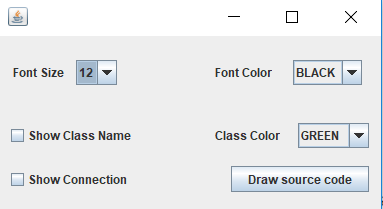 Font Size 12 Font Color BLACK
Show Class Name Class Color GREEN
Show Connection Draw source code